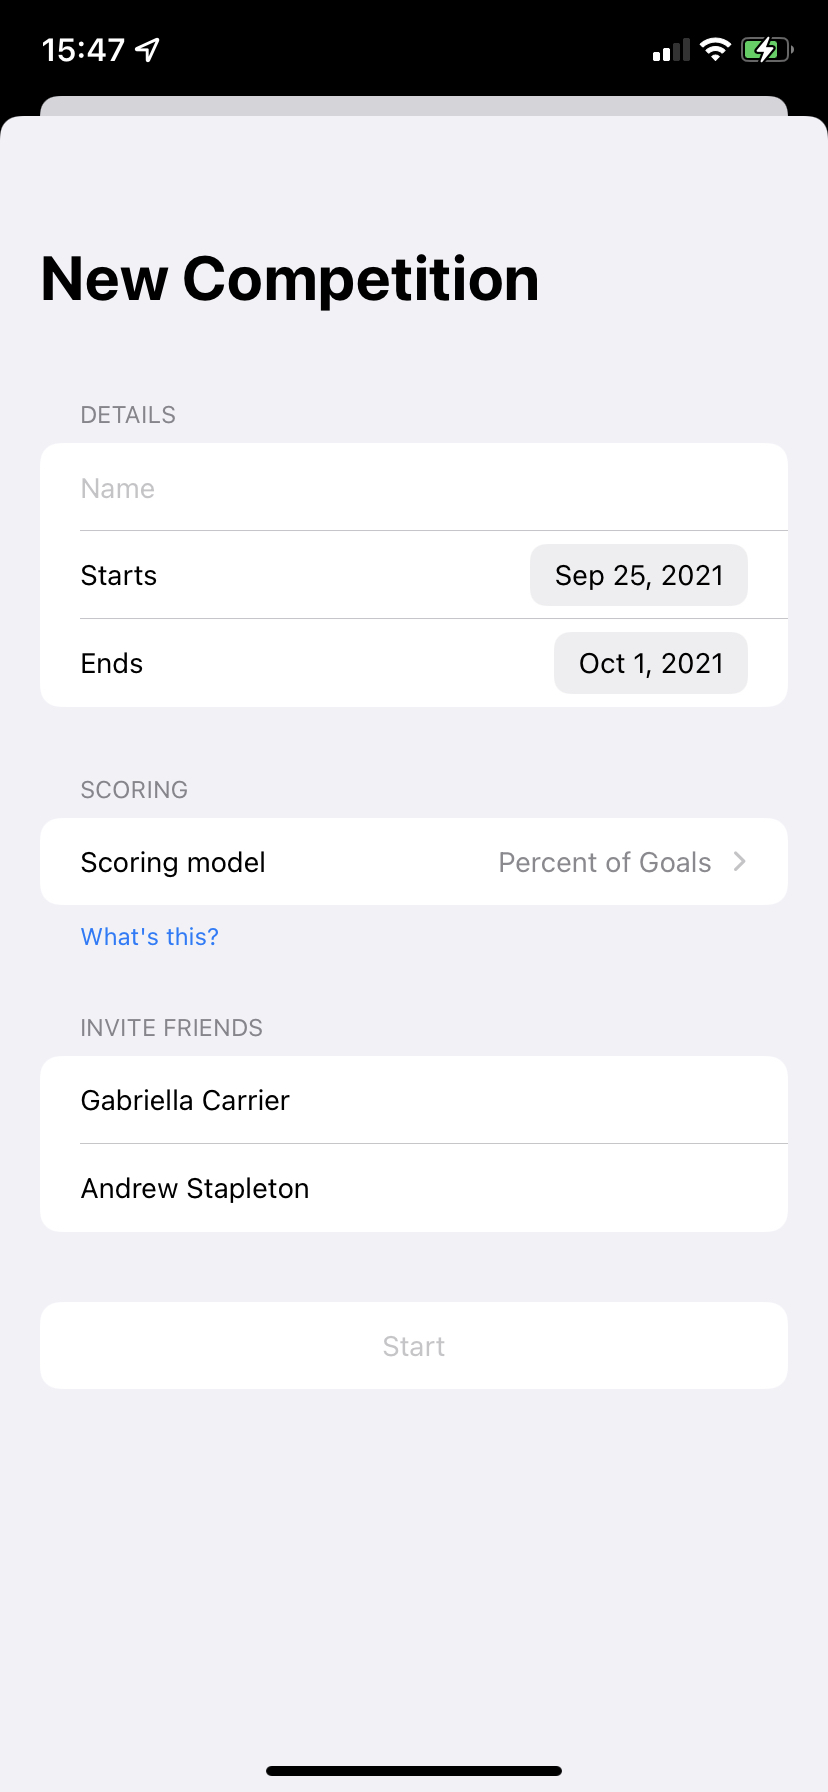 15:47
New Competition
DETAILS
Name
Starts Sep 25, 2021
Ends Oct 1, 2021
SCORING
Scoring model Percent of Goals
What's this?
INVITE FRIENDS
Gabriella Carrier
Andrew Stapleton
Start